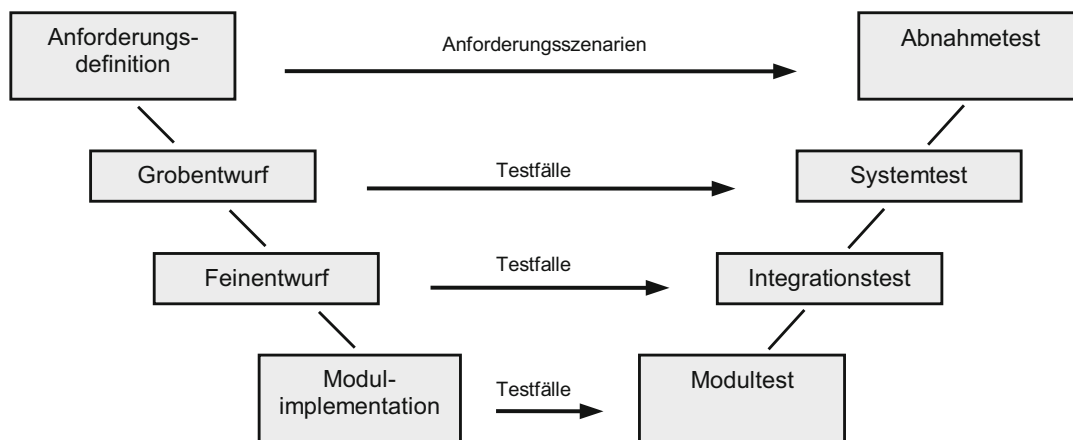 Anforderungs-
definition
Anforderungsszenarien
Abnahmetest
Grobentwurf
Testfälle
Systemtest
Feinentwurf
Testfalle
Integrationstest
Modul-
implementation
Testfälle
Modultest